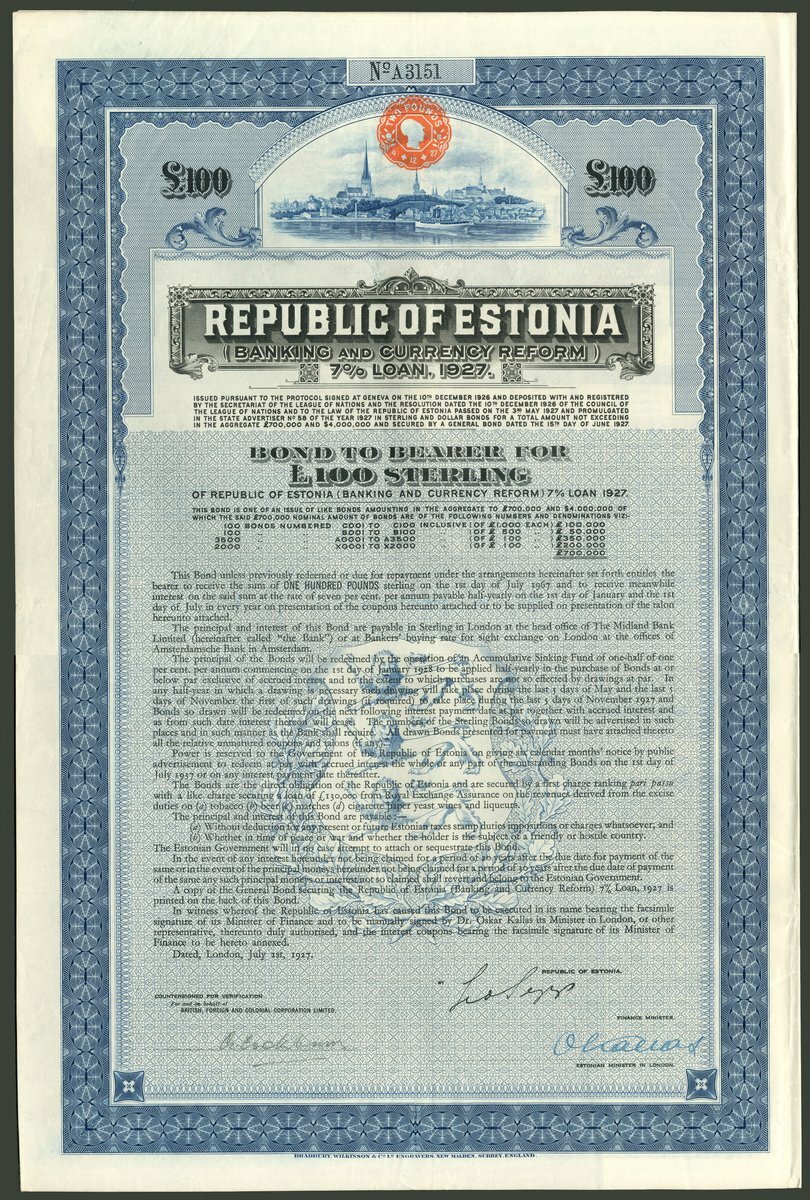 No A3151
TWO POUNDS
£100
£100
REPUBLIC OF ESTONIA
(BANKING AND CURRENCY REFORM)
7% LOAN, 1927.
ISSUED PURSUANT TO THE PROTOCOL SIGNED AT GENEVA ON THE 10TH DECEMBER 1926 AND DEPOSITED WITH AND REGISTERED
BY THE SECRETARIAT OF THE LEAGUE OF NATIONS AND THE RESOLUTION DATED THE 10TH DECEMBER 1926 OF THE COUNCIL OF
THE LEAGUE OF NATIONS AND TO THE LAW OF THE REPUBLIC OF ESTONIA PASSED ON THE 3RD MAY 1927 AND PROMULGATED
IN THE STATE ADVERTISER No 58 OF THE YEAR 1927 IN STERLING AND DOLLAR BONDS FOR A TOTAL AMOUNT NOT EXCEEDING
IN THE AGGREGATE £700,000 AND $4,000,000 AND SECURED BY A GENERAL BOND DATED THE 15TH DAY OF JUNE 1927.
BOND TO BEARER FOR
£100 STERLING
OF REPUBLIC OF ESTONIA (BANKING AND CURRENCY REFORM) 7% LOAN 1927.
THIS BOND IS ONE OF AN ISSUE OF LIKE BONDS AMOUNTING IN THE AGGREGATE TO £700,000 AND $4,000,000 OF
WHICH THE SAID £700,000 NOMINAL AMOUNT OF BONDS ARE OF THE FOLLOWING NUMBERS AND DENOMINATIONS VIZ:-
100 BONDS NUMBERED C001 TO C100 INCLUSIVE OF £1,000 EACH £100,000
100 " " B001 TO B100 " OF £ 500 " £ 50,000
3500 " " A0001 TO A3500 " OF £ 100 " £350,000
2000 " " X0001 TO X2000 " OF £ 100 " £200,000
£700,000
This Bond unless previously redeemed or due for repayment under the arrangements hereinafter set forth entitles the
bearer to receive the sum of ONE HUNDRED POUNDS sterling on the 1st day of July 1967 and to receive meanwhile
interest on the said sum at the rate of seven per cent. per annum payable half-yearly on the 1st day of January and the 1st
day of July in every year on presentation of the coupons hereunto attached or to be supplied on presentation of the talon
hereunto attached.
The principal and interest of this Bond are payable in Sterling in London at the head office of The Midland Bank
Limited (hereinafter called "the Bank") or at Bankers' buying rate for sight exchange on London at the offices of
Amsterdamsche Bank in Amsterdam.
The principal of the Bonds will be redeemed by the operation of an Accumulative Sinking Fund of one-half of one
per cent. per annum commencing on the 1st day of January 1928 to be applied half-yearly in the purchase of Bonds at or
below par exclusive of accrued interest and to the extent to which purchases are not so effected by drawings at par. In
any half-year in which a drawing is necessary such drawing will take place within the last 5 days of May and the last 5
days of November the first of such drawings (if required) to take place during the last 5 days of November 1927 and
Bonds so drawn will be redeemed on the next following interest payment date at par together with accrued interest and
as from such date interest thereon will cease. The numbers of the Sterling Bonds so drawn will be advertised in such
places and in such manner as the Bank shall require. All drawn Bonds presented for payment must have attached thereto
all the relative unmatured coupons and talons (if any).
Power is reserved to the Government of the Republic of Estonia on giving six calendar months' notice by public
advertisement to redeem at par with accrued interest the whole or any part of the outstanding Bonds on the 1st day of
July 1937 or on any interest payment date thereafter.
The Bonds are the direct obligation of the Republic of Estonia and are secured by a first charge ranking pari passu
with a like charge securing a loan of £130,000 from Royal Exchange Assurance on the revenues derived from the excise
duties on (a) tobacco (b) beer (c) matches (d) cigarette paper yeast wines and liqueurs.
The principal and interest of this Bond are payable:—
(a) Without deduction for any present or future Estonian taxes stamp duties impositions or charges whatsoever, and
(b) Whether in time of peace or war and whether the holder is the subject of a friendly or hostile country.
The Estonian Government will in no case attempt to attach or sequestrate this Bond.
In the event of any interest hereunder not being claimed for a period of 10 years after the due date for payment of the
same or in the event of the principal moneys hereunder not being claimed for a period of 30 years after the due date of payment
of the same any such principal moneys or interest not so claimed shall revert and belong to the Estonian Government.
A copy of the General Bond securing the Republic of Estonia (Banking and Currency Reform) 7% Loan, 1927 is
printed on the back of this Bond.
In witness whereof the Republic of Estonia has caused this Bond to be executed in its name bearing the facsimile
signature of its Minister of Finance and to be manually signed by Dr. Oskar Kallas its Minister in London, or other
representative, thereunto duly authorised, and the interest coupons bearing the facsimile signature of its Minister of
Finance to be hereto annexed.
Dated, London, July 1st, 1927.
REPUBLIC OF ESTONIA.
BY
COUNTERSIGNED FOR VERIFICATION
For and on behalf of
BRITISH, FOREIGN AND COLONIAL CORPORATION LIMITED.
FINANCE MINISTER.
ESTONIAN MINISTER IN LONDON.
BRADBURY, WILKINSON & Co Ld ENGRAVERS, NEW MALDEN, SURREY, ENGLAND.